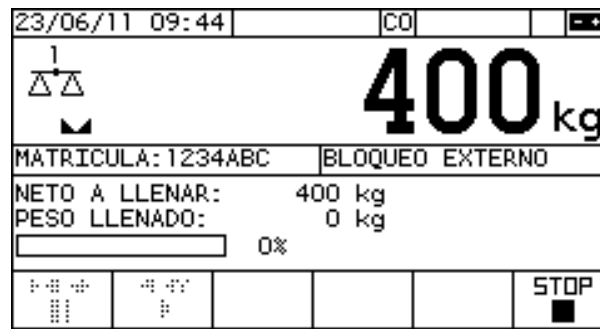 23/06/11 09:44 CO
1
400 kg
MATRICULA:1234ABC BLOQUEO EXTERNO
NETO A LLENAR: 400 kg
PESO LLENADO: 0 kg
0%
STOP